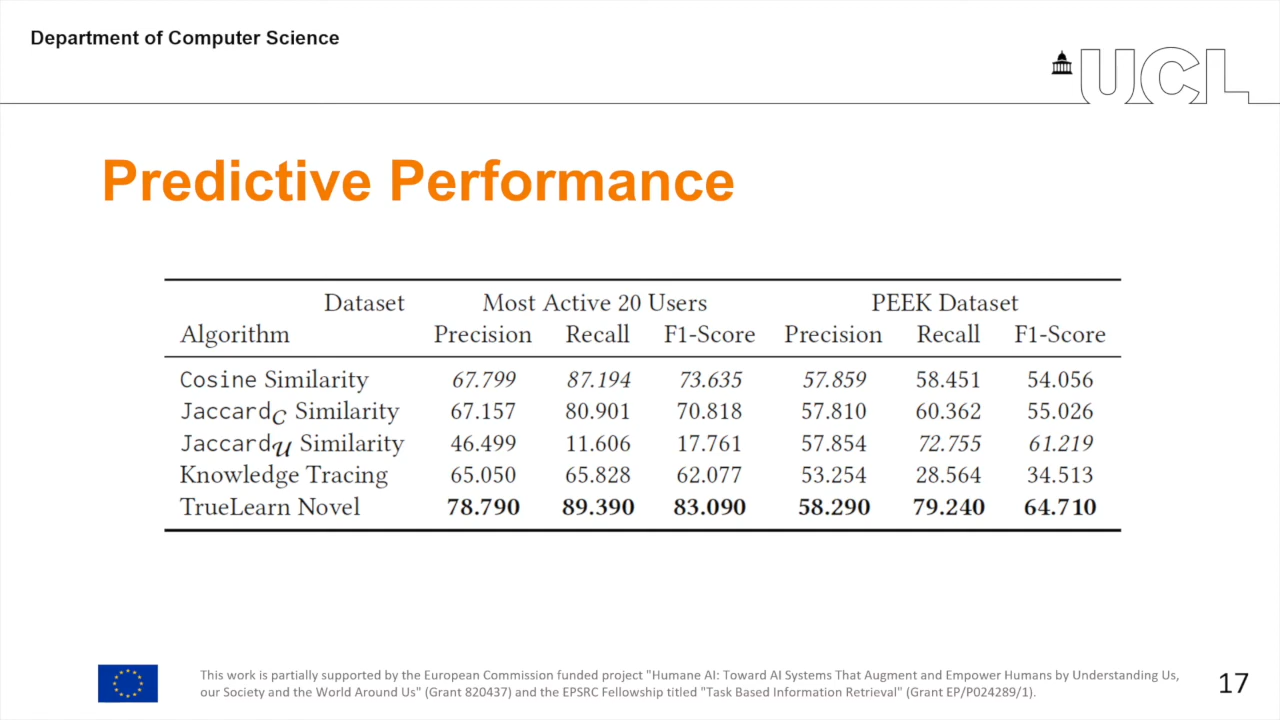 Department of Computer Science
UCL
Predictive Performance
Dataset Most Active 20 Users PEEK Dataset
Algorithm Precision Recall F1-Score Precision Recall F1-Score
Cosine Similarity 67.799 87.194 73.635 57.859 58.451 54.056
Jaccard_C Similarity 67.157 80.901 70.818 57.810 60.362 55.026
Jaccard_U Similarity 46.499 11.606 17.761 57.854 72.755 61.219
Knowledge Tracing 65.050 65.828 62.077 53.254 28.564 34.513
TrueLearn Novel 78.790 89.390 83.090 58.290 79.240 64.710
This work is partially supported by the European Commission funded project "Humane AI: Toward AI Systems That Augment and Empower Humans by Understanding Us,
our Society and the World Around Us" (Grant 820437) and the EPSRC Fellowship titled "Task Based Information Retrieval" (Grant EP/P024289/1).
17